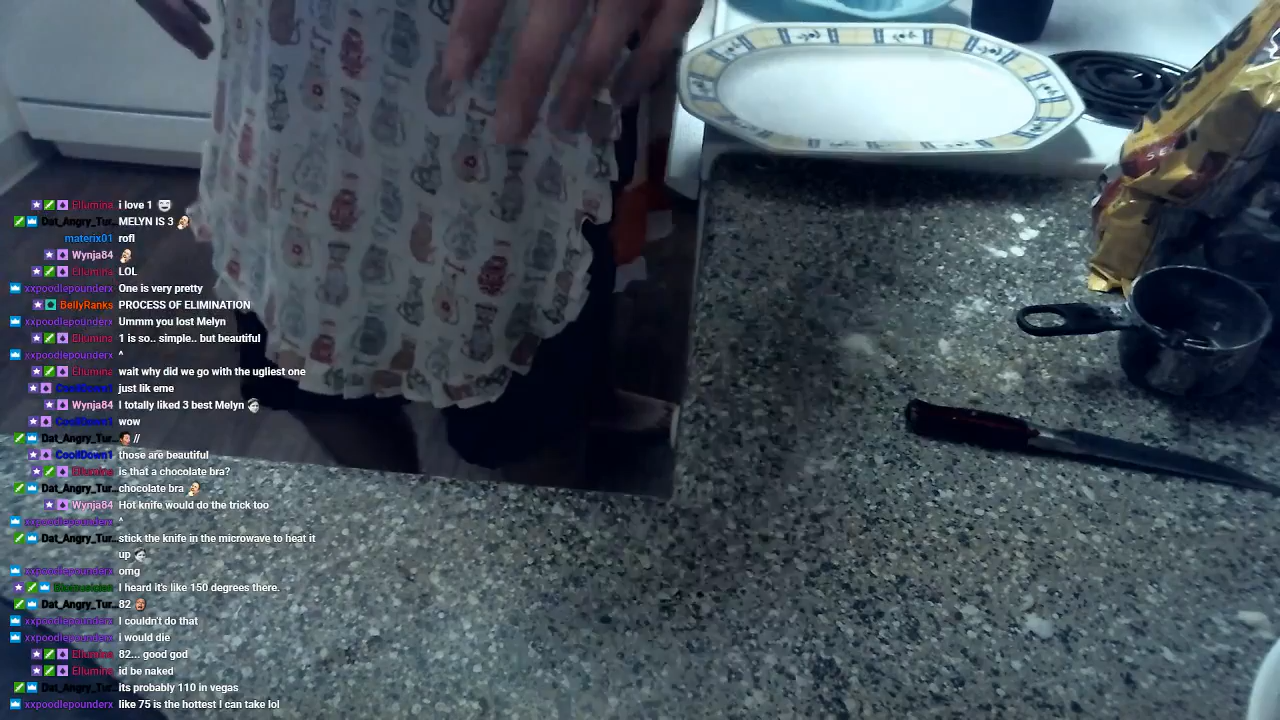 Ellumina i love 1
Dat_Angry_Tur... MELYN IS 3
materix01 rofl
Wynja84
Ellumina LOL
xxpoodlepounderx One is very pretty
BellyRanks PROCESS OF ELIMINATION
xxpoodlepounderx Ummm you lost Melyn
Ellumina 1 is so.. simple.. but beautiful
xxpoodlepounderx ^
Ellumina wait why did we go with the ugliest one
CoolDown1 just lik eme
Wynja84 I totally liked 3 best Melyn
CoolDown1 wow
Dat_Angry_Tur... //
CoolDown1 those are beautiful
Ellumina is that a chocolate bra?
Dat_Angry_Tur... chocolate bra
Wynja84 Hot knife would do the trick too
xxpoodlepounderx ^
Dat_Angry_Tur... stick the knife in the microwave to heat it
up
xxpoodlepounderx omg
I heard it's like 150 degrees there.
Dat_Angry_Tur... 82
xxpoodlepounderx I couldn't do that
xxpoodlepounderx i would die
Ellumina 82... good god
Ellumina id be naked
Dat_Angry_Tur... its probably 110 in vegas
xxpoodlepounderx like 75 is the hottest I can take lol